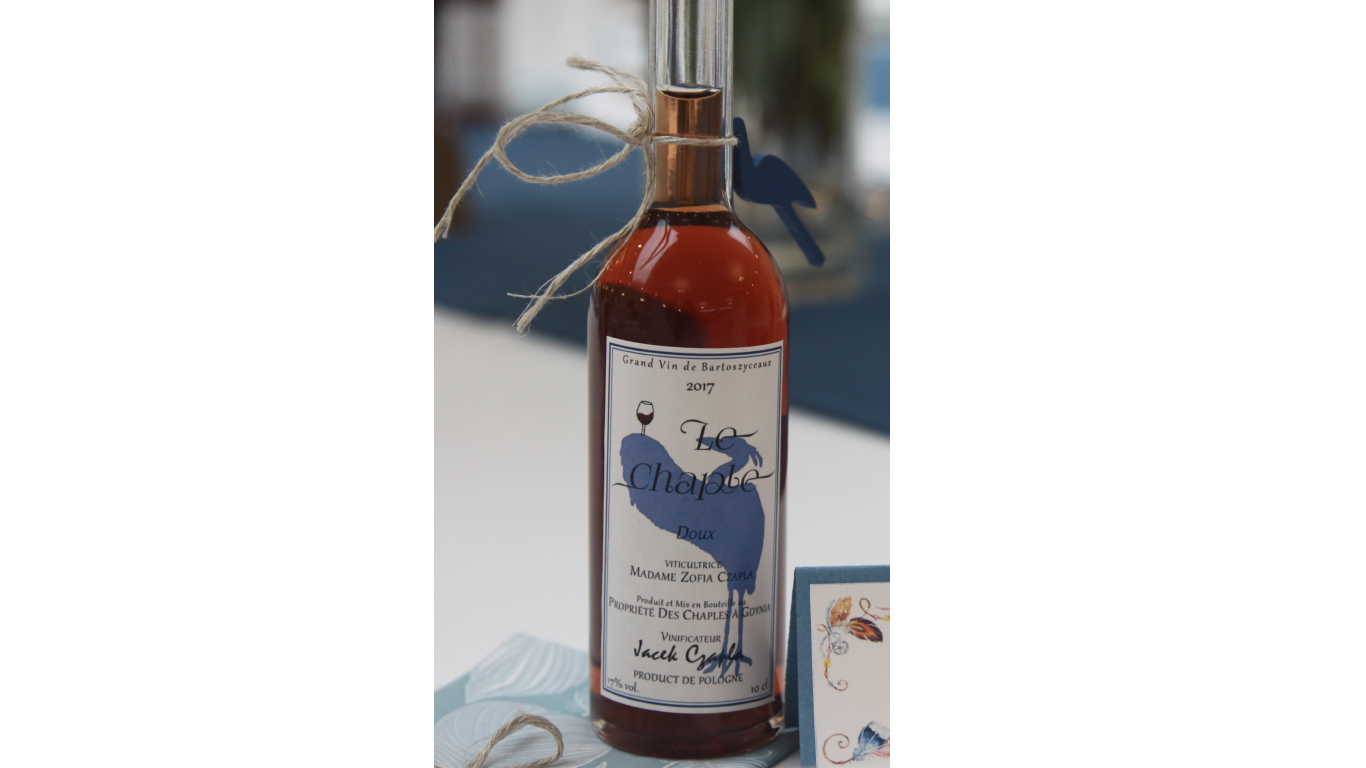 Grand Vin de Bartoszyceaux
2017
Le
Chaple
Doux
VITICULTRICE
MADAME ZOFIA CZAPLA
Produit et Mis en Bouteille au
PROPRIÉTÉ DES CHAPLES À GDYNIA
VINIFICATEUR
Jacek Czapla
PRODUCT DE POLOGNE
17% vol. 10 cl